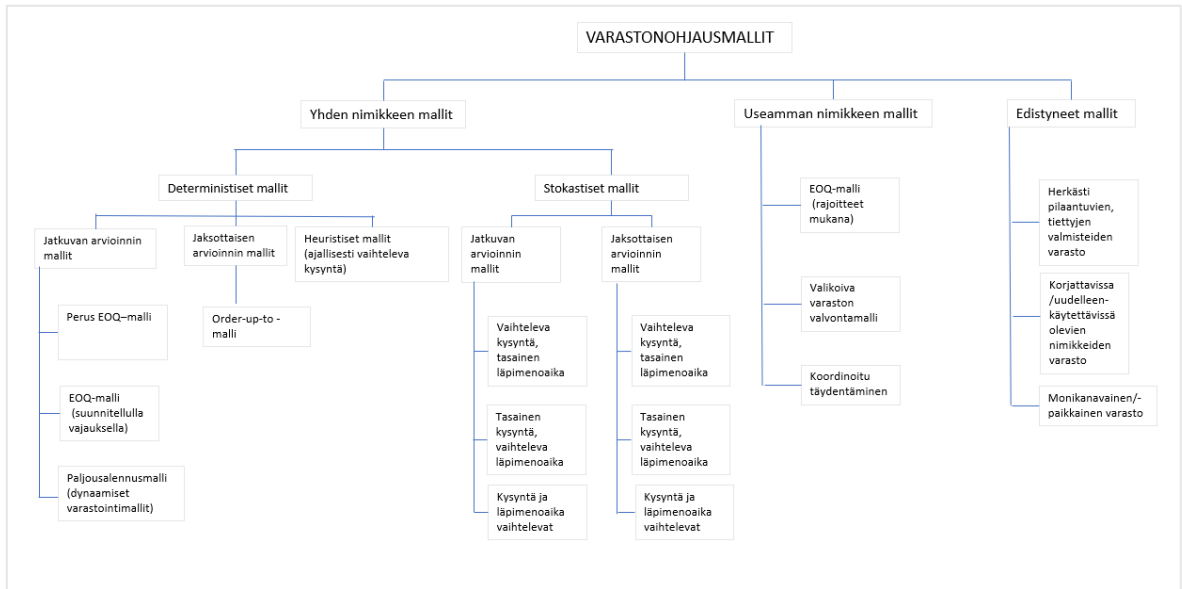 VARASTONOHJAUSMALLIT
Yhden nimikkeen mallit
Useamman nimikkeen mallit
Edistyneet mallit
Deterministiset mallit
Stokastiset mallit
Jatkuvan arvioinnin
mallit
Jaksottaisen
arvioinnin mallit
Heuristiset mallit
(ajallisesti vaihteleva
kysyntä)
Jatkuvan
arvioinnin
mallit
Jaksottaisen
arvioinnin
mallit
Perus EOQ–malli
EOQ-malli
(suunnitellulla
vajauksella)
Paljousalennusmalli
(dynaamiset
varastointimallit)
Order-up-to -
malli
Vaihteleva
kysyntä,
tasainen
läpimenoaika
Tasainen
kysyntä,
vaihteleva
läpimenoaika
Kysyntä ja
läpimenoaika
vaihtelevat
Vaihteleva
kysyntä,
tasainen
läpimenoaika
Tasainen
kysyntä,
vaihteleva
läpimenoaika
Kysyntä ja
läpimenoaika
vaihtelevat
EOQ-malli
(rajoitteet
mukana)
Valikoiva
varaston
valvontamalli
Koordinoitu
täydentäminen
Herkästi
pilaantuvien,
tiettyjen
valmisteiden
varasto
Korjattavissa
/uudelleen-
käytettävissä
olevien
nimikkeiden
varasto
Monikanavainen/-
paikkainen varasto